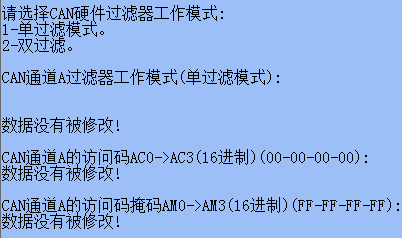 请选择CAN硬件过滤器工作模式:
1-单过滤模式。
2-双过滤。
CAN通道A过滤器工作模式(单过滤模式):
数据没有被修改!
CAN通道A的访问码AC0->AC3(16进制)(00-00-00-00):
数据没有被修改!
CAN通道A的访问码掩码AM0->AM3(16进制)(FF-FF-FF-FF):
数据没有被修改!